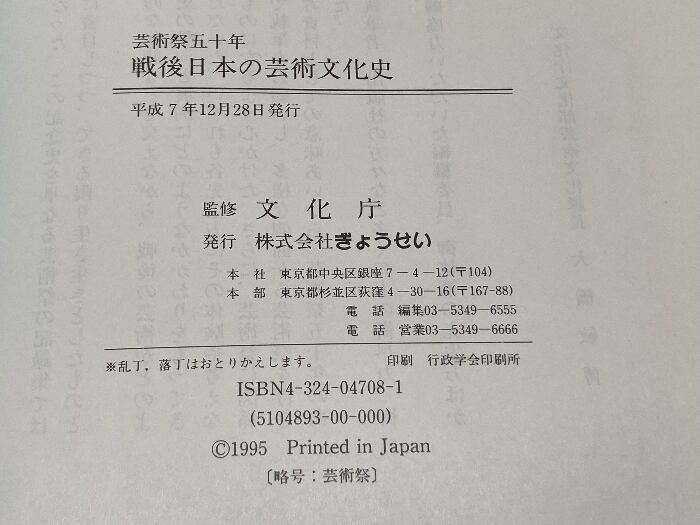 芸術祭五十年
戦後日本の芸術文化史
平成7年12月28日発行
監修 文化庁
発行 株式会社ぎょうせい
本社 東京都中央区銀座7-4-12(〒104)
本部 東京都杉並区荻窪4-30-16(〒167-88)
電話 編集03-5349-6555
電話 営業03-5349-6666
※乱丁,落丁はおとりかえします。 印刷 行政学会印刷所
ISBN4-324-04708-1
(5104893-00-000)
©1995 Printed in Japan
〔略号:芸術祭〕